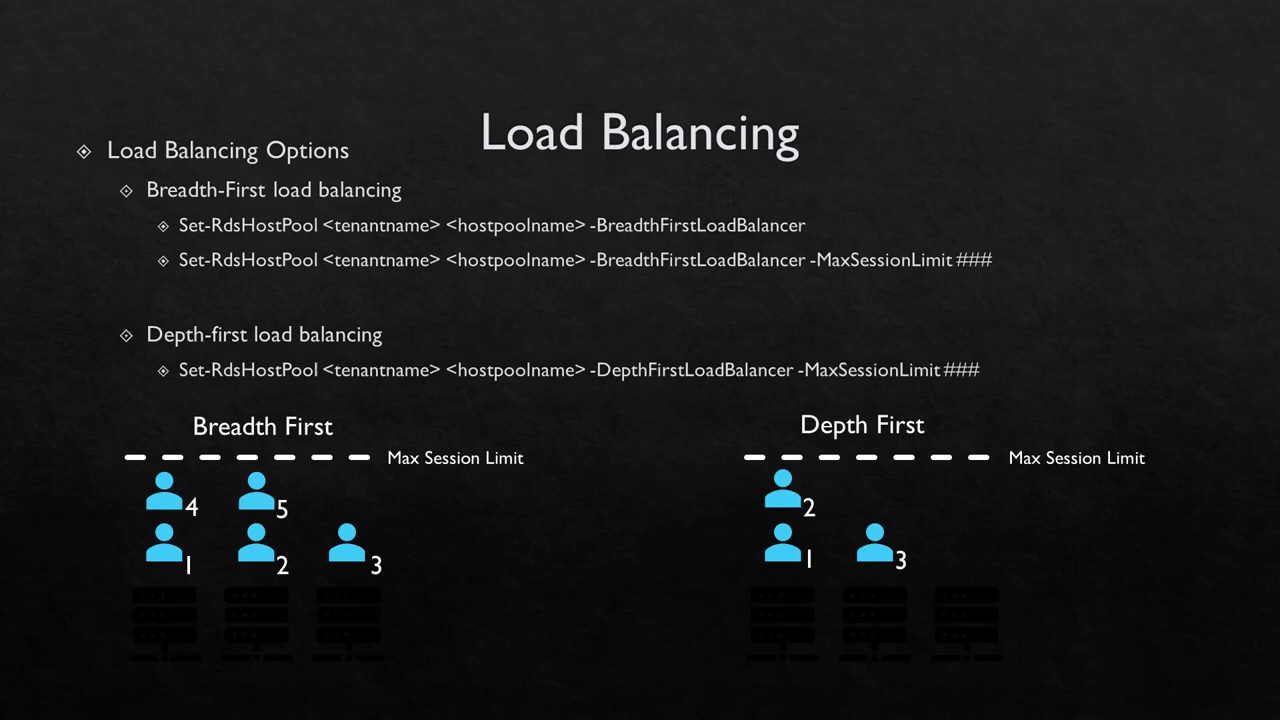 Load Balancing
Load Balancing Options
Breadth-First load balancing
Set-RdsHostPool <tenantname> <hostpoolname> -BreadthFirstLoadBalancer
Set-RdsHostPool <tenantname> <hostpoolname> -BreadthFirstLoadBalancer -MaxSessionLimit ###
Depth-first load balancing
Set-RdsHostPool <tenantname> <hostpoolname> -DepthFirstLoadBalancer -MaxSessionLimit ###
Breadth First
Max Session Limit
4 5
1 2 3
Depth First
Max Session Limit
2
1 3